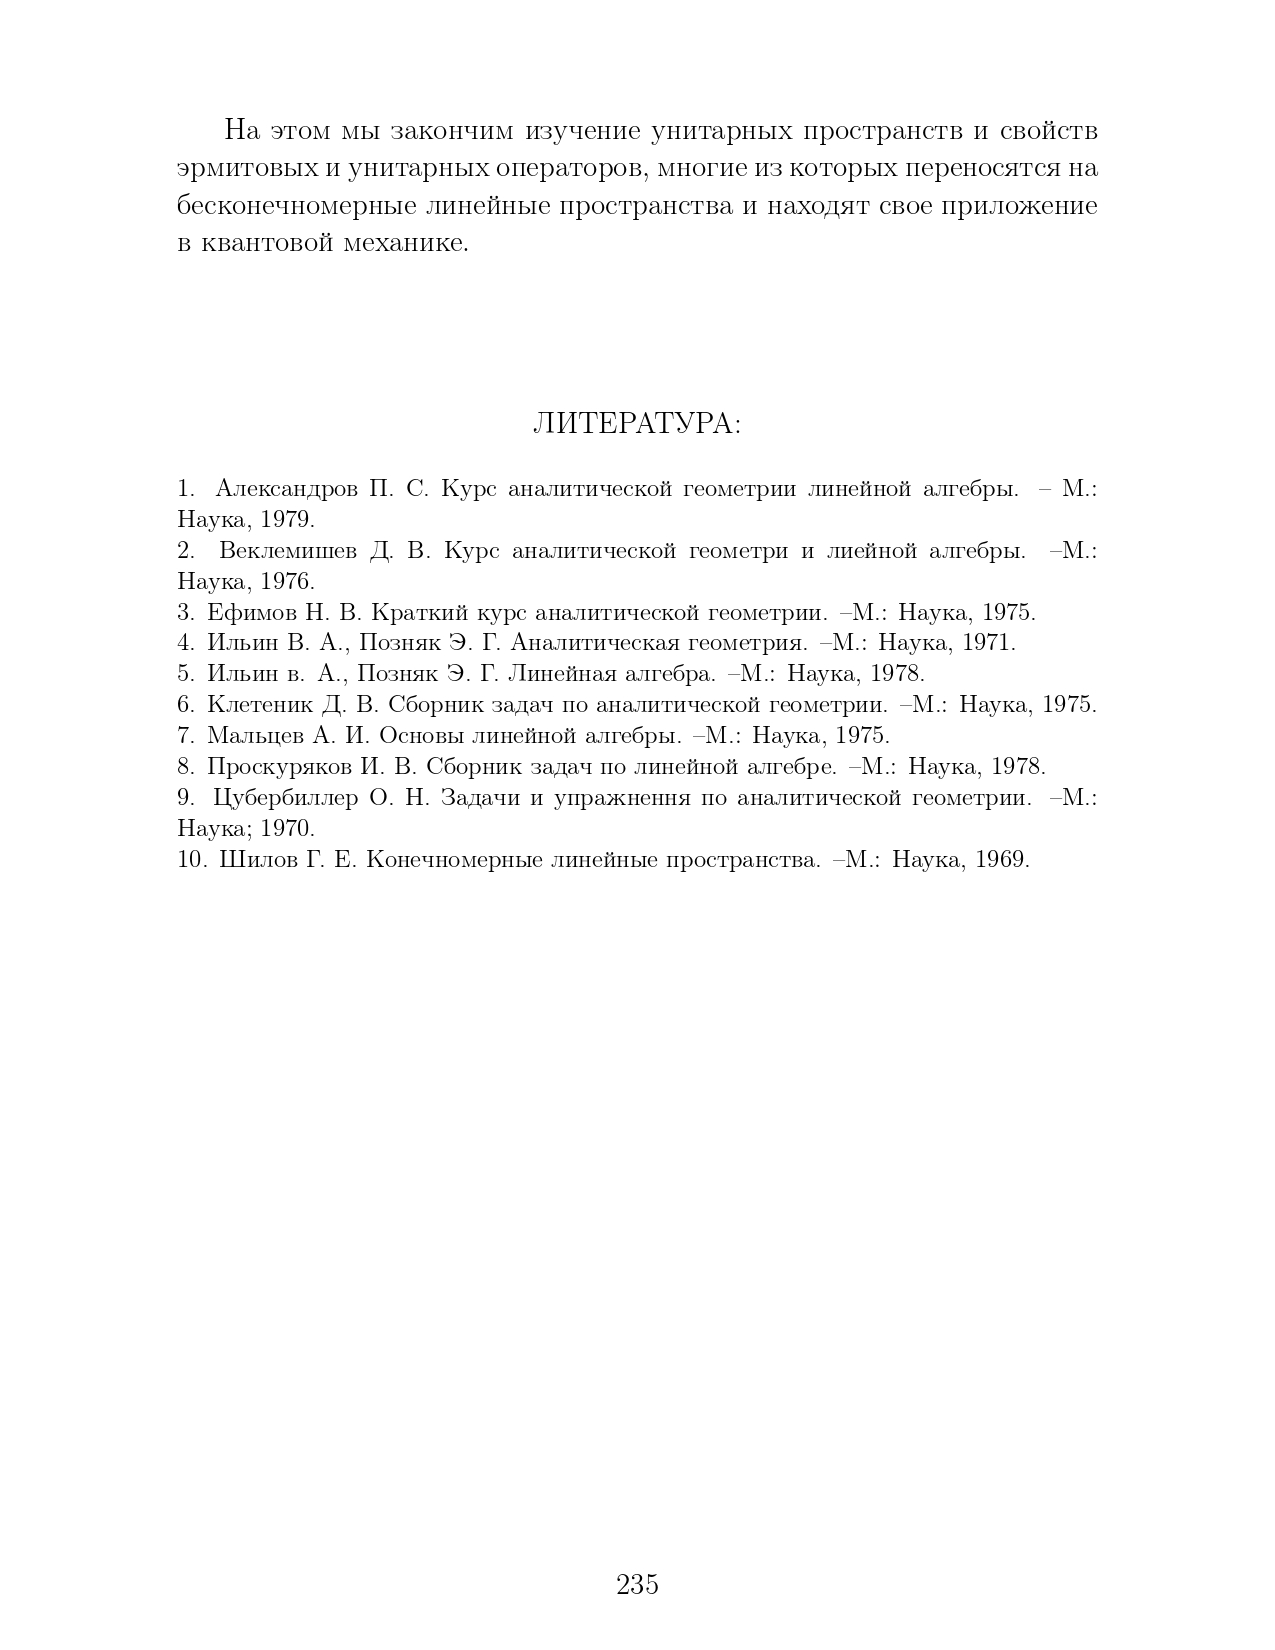 На этом мы закончим изучение унитарных пространств и свойств
эрмитовых и унитарных операторов, многие из которых переносятся на
бесконечномерные линейные пространства и находят свое приложение
в квантовой механике.
ЛИТЕРАТУРА:
1. Александров П. С. Курс аналитической геометрии линейной алгебры. – М.:
Наука, 1979.
2. Веклемишев Д. В. Курс аналитической геометри и лиейной алгебры. –М.:
Наука, 1976.
3. Ефимов Н. В. Краткий курс аналитической геометрии. –М.: Наука, 1975.
4. Ильин В. А., Позняк Э. Г. Аналитическая геометрия. –М.: Наука, 1971.
5. Ильин в. А., Позняк Э. Г. Линейная алгебра. –М.: Наука, 1978.
6. Клетеник Д. В. Сборник задач по аналитической геометрии. –М.: Наука, 1975.
7. Мальцев А. И. Основы линейной алгебры. –М.: Наука, 1975.
8. Проскуряков И. В. Сборник задач по линейной алгебре. –М.: Наука, 1978.
9. Цубербиллер О. Н. Задачи и упражнення по аналитической геометрии. –М.:
Наука; 1970.
10. Шилов Г. Е. Конечномерные линейные пространства. –М.: Наука, 1969.
235